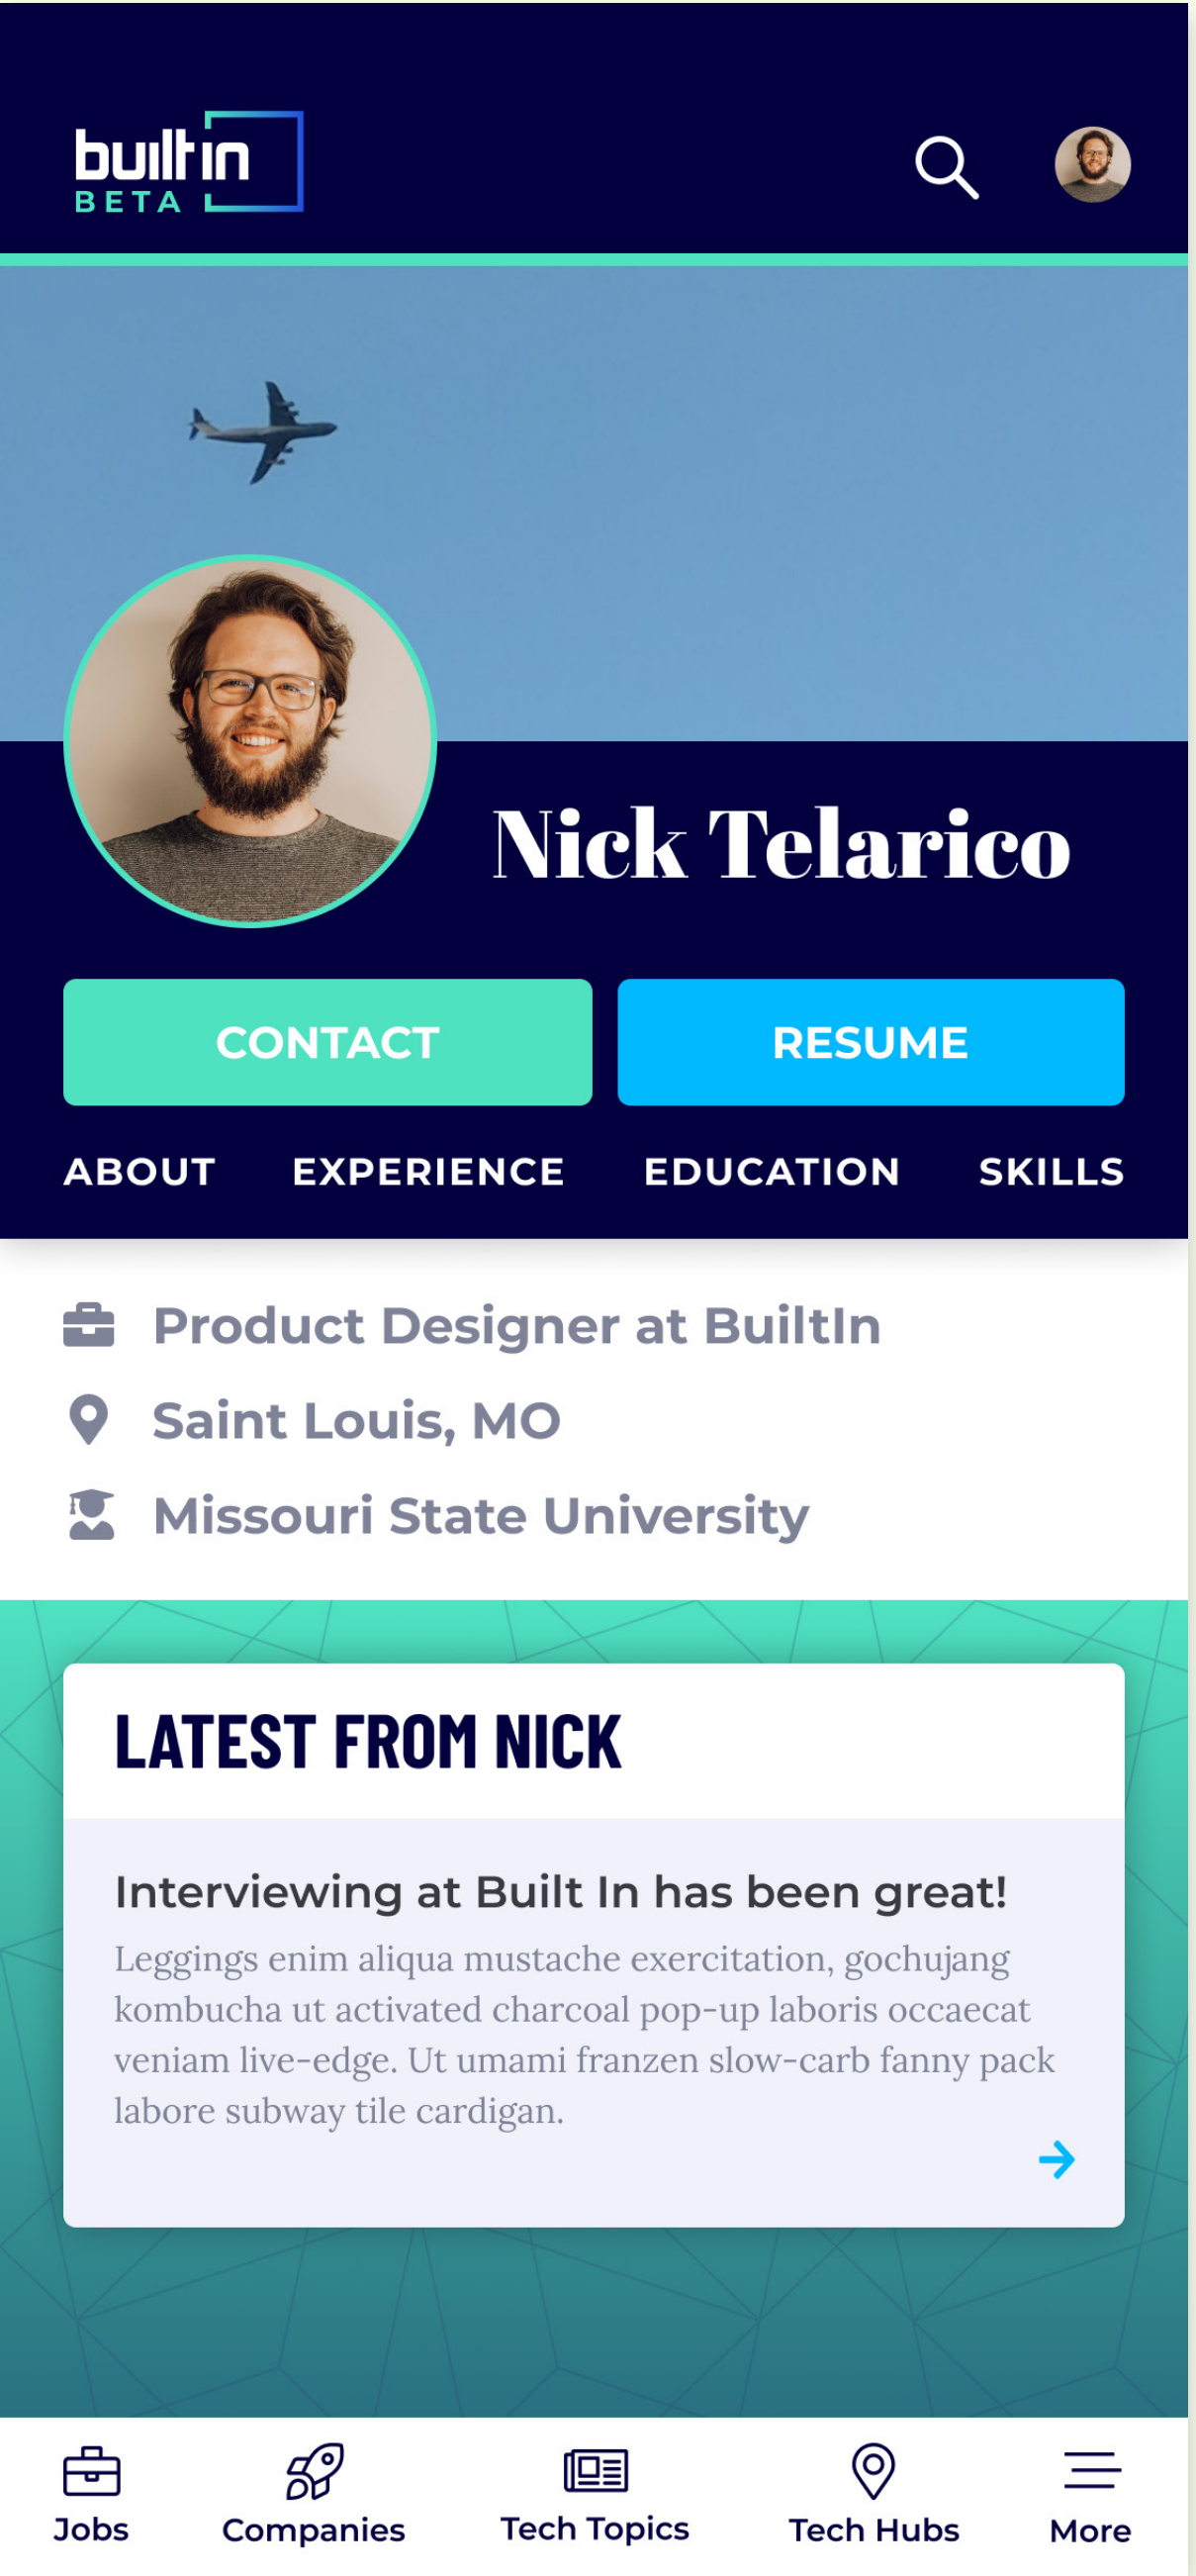 built in
BETA
Nick Telarico
CONTACT
RESUME
ABOUT
EXPERIENCE
EDUCATION
SKILLS
Product Designer at BuiltIn
Saint Louis, MO
Missouri State University
LATEST FROM NICK
Interviewing at Built In has been great!
Leggings enim aliqua mustache exercitation, gochujang
kombucha ut activated charcoal pop-up laboris occaecat
veniam live-edge. Ut umami franzen slow-carb fanny pack
labore subway tile cardigan.
Jobs
Companies
Tech Topics
Tech Hubs
More